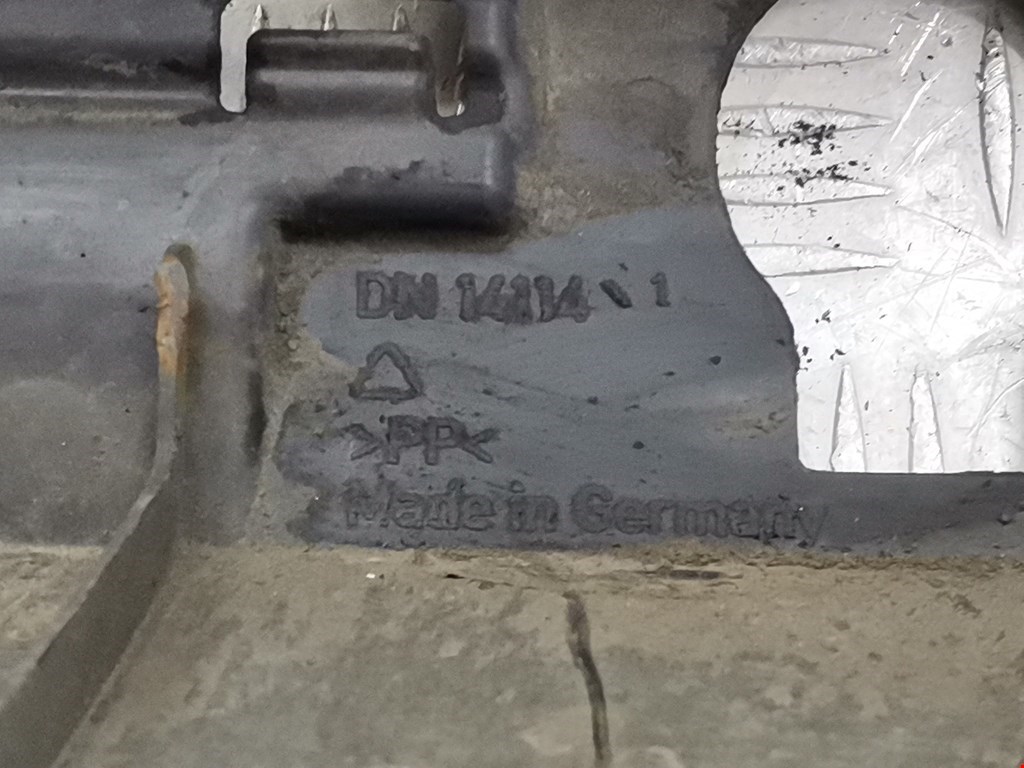 DN 14114 \ 1
>PP<
Made in Germany